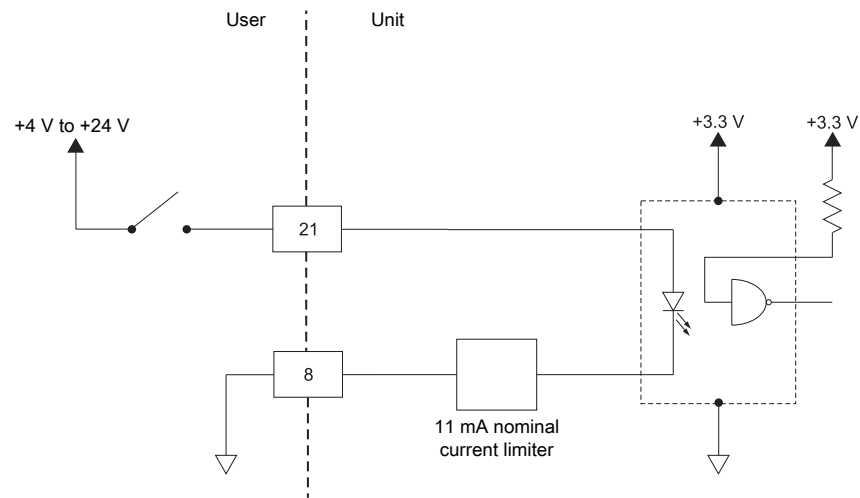 User
Unit
+4 V to +24 V
+3.3 V
+3.3 V
21
8
11 mA nominal
current limiter